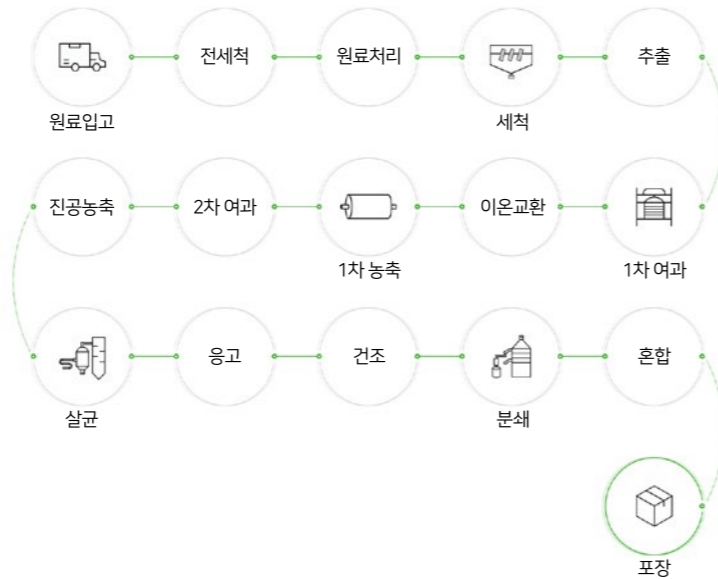 전세척
원료처리
추출
원료입고
세척
진공농축
2차 여과
이온교환
1차 농축
1차 여과
응고
건조
혼합
살균
분쇄
포장